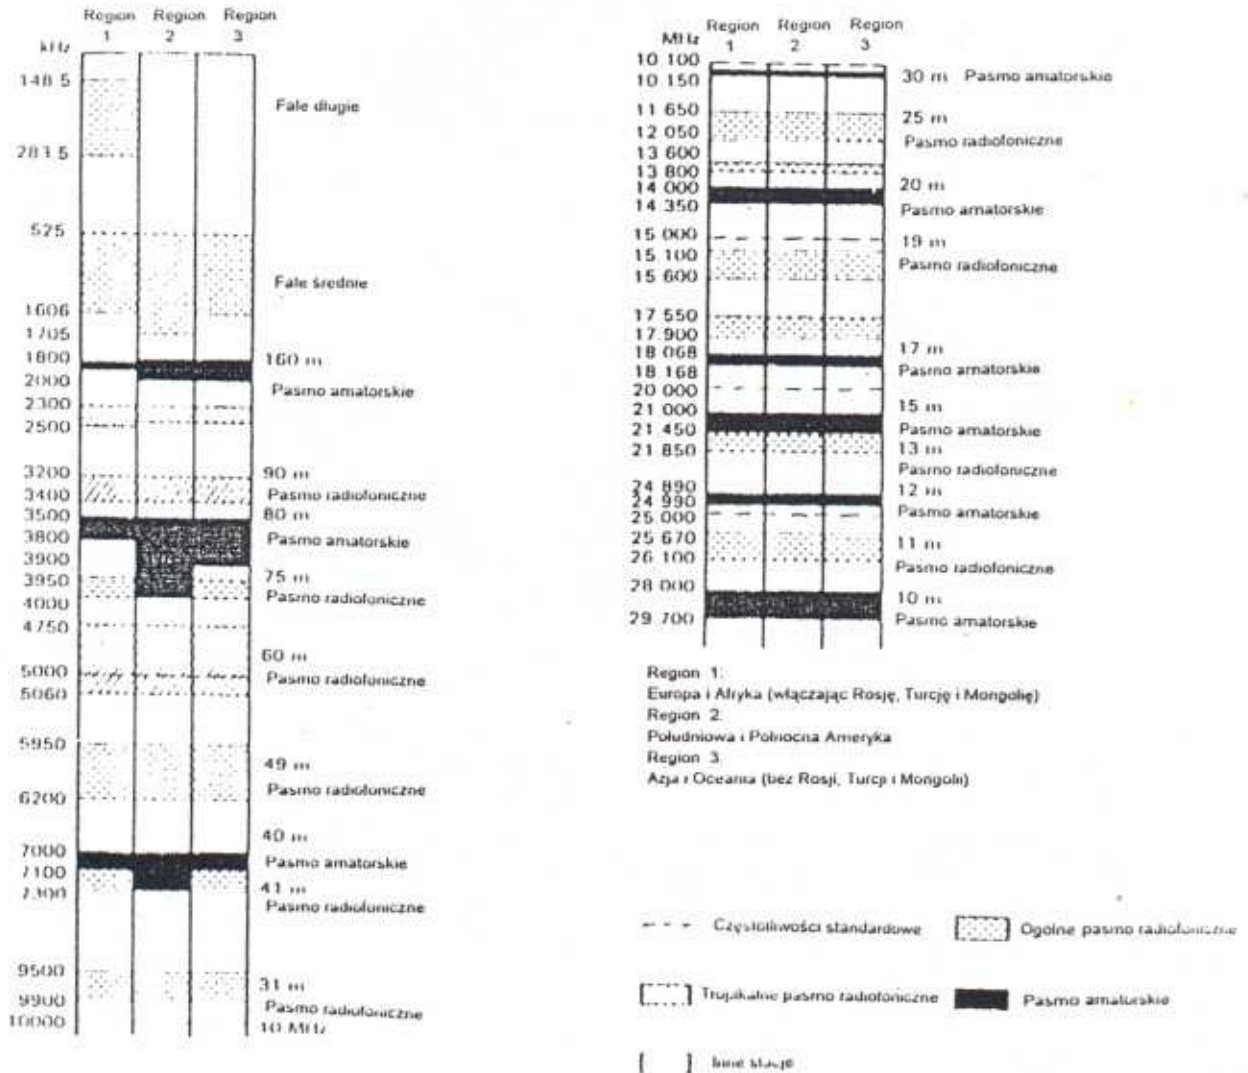 Region Region Region
1 2 3
kHz
148.5
Fale długie
281.5
525
Fale średnie
1606
1705
1800
160 m
2000
Pasmo amatorskie
2300
2500
3200
90 m
3400
Pasmo radiofoniczne
3500
80 m
3800
Pasmo amatorskie
3900
3950
75 m
4000
Pasmo radiofoniczne
4750
60 m
5000
Pasmo radiofoniczne
5060
5950
49 m
6200
Pasmo radiofoniczne
40 m
7000
Pasmo amatorskie
7100
7300
41 m
Pasmo radiofoniczne
9500
31 m
9900
Pasmo radiofoniczne
10000
10 MHz
Region Region Region
MHz 1 2 3
10 100
10 150
30 m Pasmo amatorskie
11 650
25 m
12 050
Pasmo radiofoniczne
13 600
13 800
14 000
20 m
14 350
Pasmo amatorskie
15 000
19 m
15 100
Pasmo radiofoniczne
15 600
17 550
17 900
18 068
17 m
18 168
Pasmo amatorskie
20 000
21 000
15 m
21 450
Pasmo amatorskie
21 850
13 m
Pasmo radiofoniczne
24 890
12 m
24 990
Pasmo amatorskie
25 000
25 670
11 m
26 100
Pasmo radiofoniczne
28 000
10 m
29 700
Pasmo amatorskie
Region 1:
Europa i Afryka (włączając Rosję, Turcję i Mongolię)
Region 2:
Południowa i Północna Ameryka
Region 3
Azja i Oceania (bez Rosji, Turcji i Mongolii)
Częstotliwości standardowe
Ogólne pasmo radiofoniczne
Tropikalne pasmo radiofoniczne
Pasmo amatorskie
Inne stacje